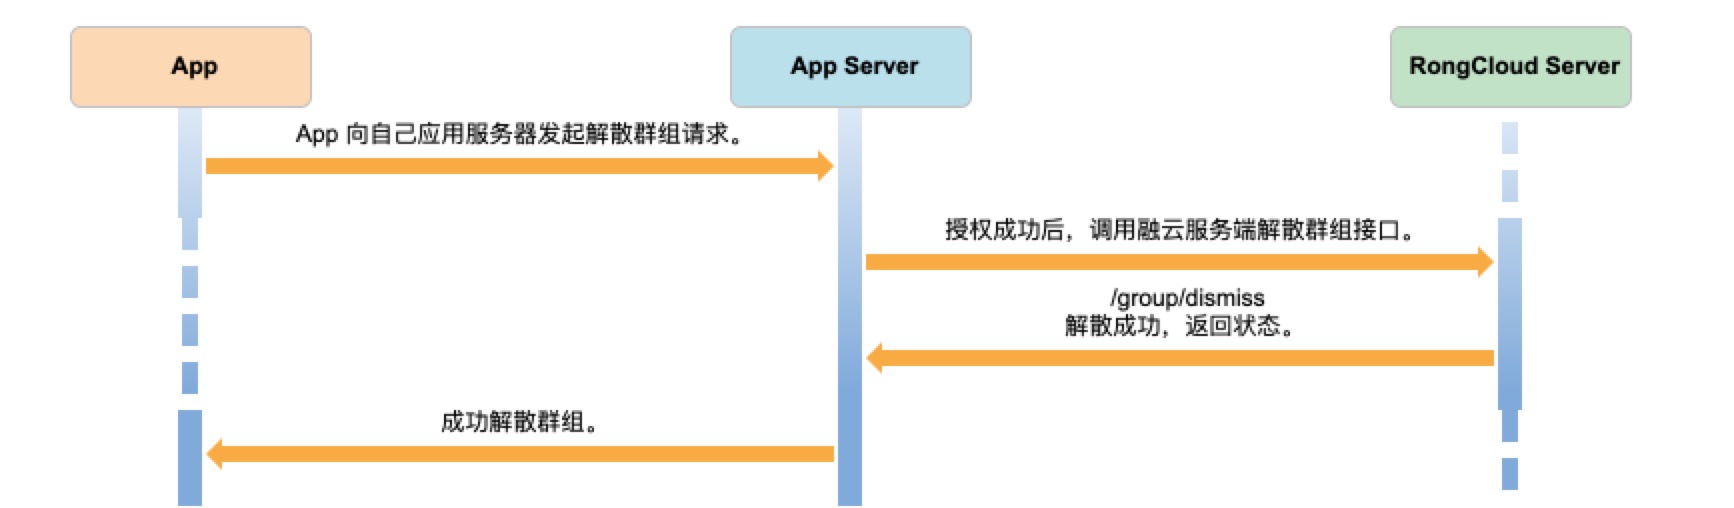 App
App Server
RongCloud Server
App 向自己应用服务器发起解散群组请求。
授权成功后，调用融云服务端解散群组接口。
/group/dismiss
解散成功，返回状态。
成功解散群组。